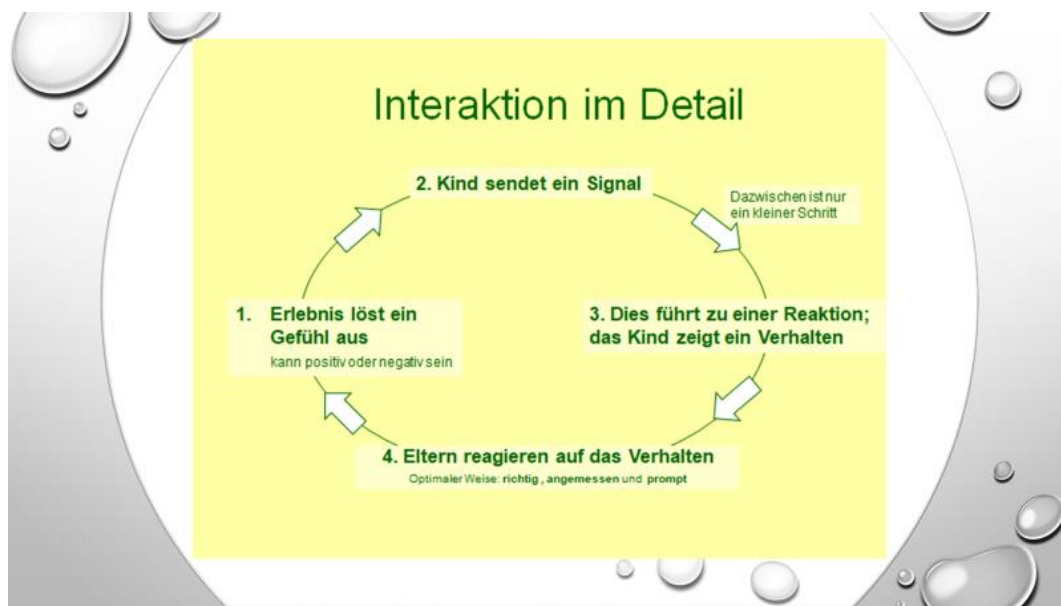 Interaktion im Detail
2. Kind sendet ein Signal
Dazwischen ist nur
ein kleiner Schritt
1. Erlebnis löst ein
Gefühl aus
kann positiv oder negativ sein
3. Dies führt zu einer Reaktion;
das Kind zeigt ein Verhalten
4. Eltern reagieren auf das Verhalten
Optimaler Weise: richtig , angemessen und prompt